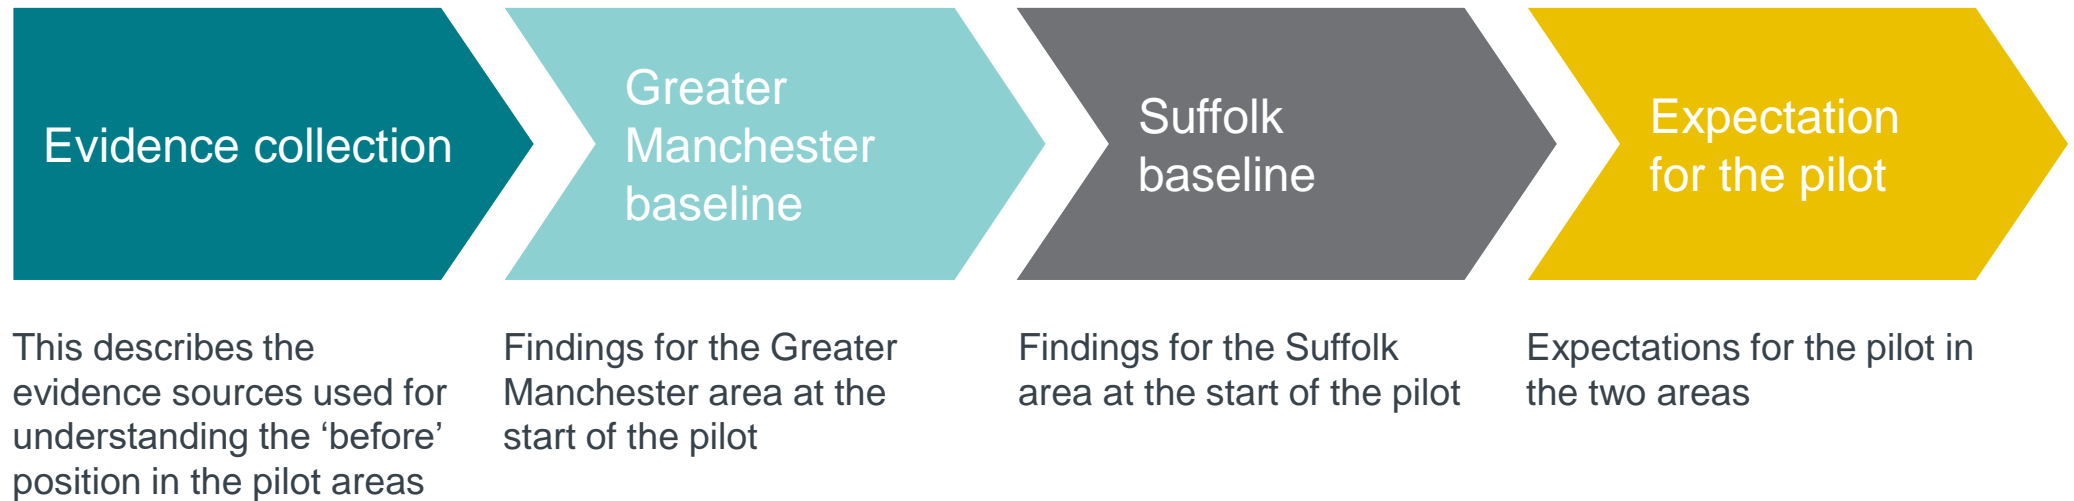 Evidence collection
Greater
Manchester
baseline
Suffolk
baseline
Expectation
for the pilot
This describes the
evidence sources used for
understanding the ‘before’
position in the pilot areas
Findings for the Greater
Manchester area at the
start of the pilot
Findings for the Suffolk
area at the start of the pilot
Expectations for the pilot in
the two areas